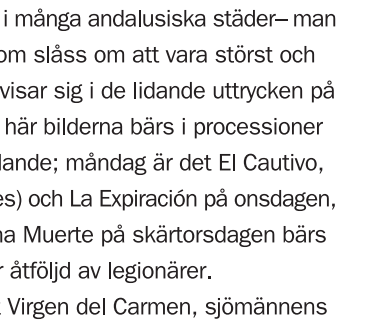 i många andalusiska städer– man
om slåss om att vara störst och
visar sig i de lidande uttrycken på
här bilderna bärs i processioner
lande; måndag är det El Cautivo,
es) och La Expiración på onsdagen,
na Muerte på skärtorsdagen bärs
åtföljd av legionärer.
Virgen del Carmen, sjömännens